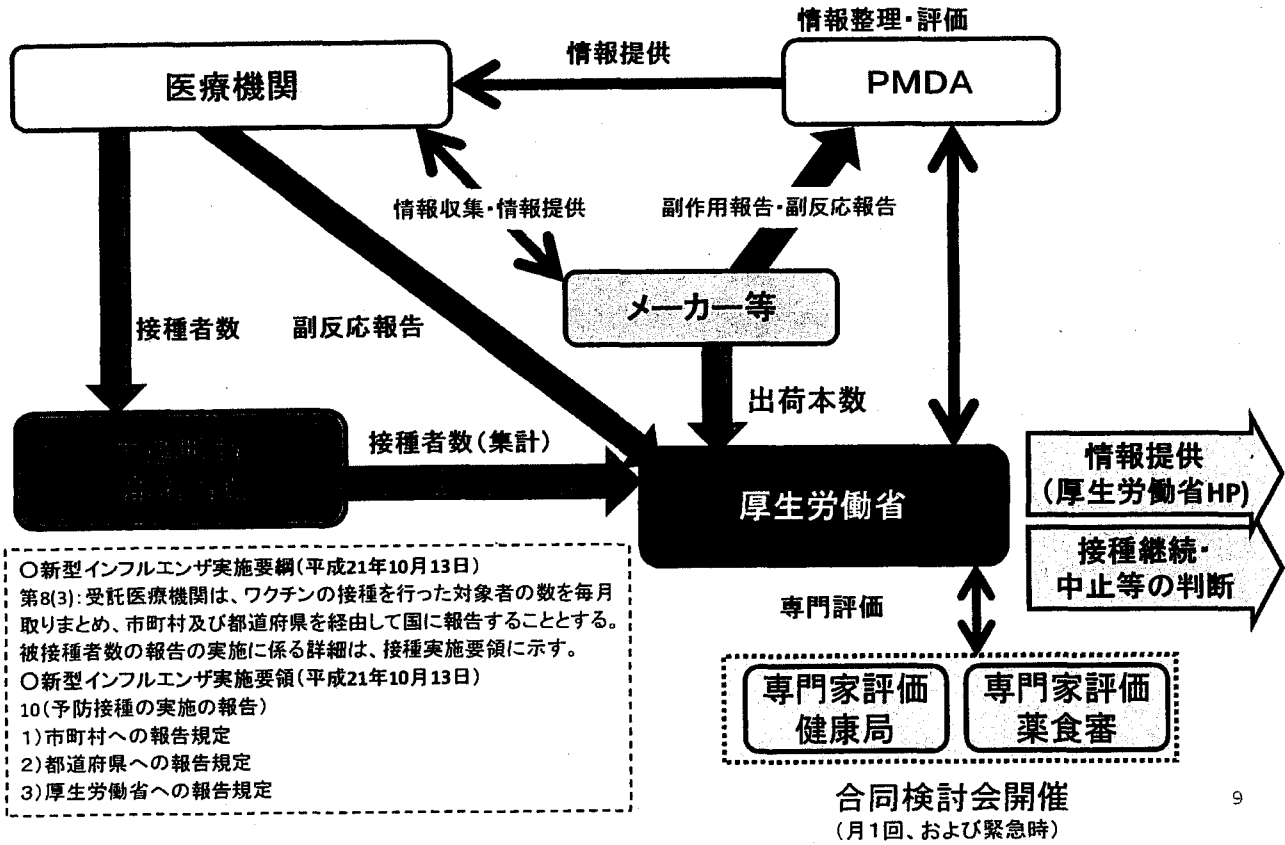 情報整理・評価
情報提供
医療機関
PMDA
情報収集・情報提供
副作用報告・副反応報告
メーカー等
接種者数
副反応報告
出荷本数
接種者数(集計)
厚生労働省
情報提供
(厚生労働省HP)
接種継続・
中止等の判断
専門評価
専門家評価
健康局
専門家評価
薬食審
合同検討会開催
(月1回、および緊急時)
○新型インフルエンザ実施要綱(平成21年10月13日)
第8(3):受託医療機関は、ワクチンの接種を行った対象者の数を毎月
取りまとめ、市町村及び都道府県を経由して国に報告することとする。
被接種者数の報告の実施に係る詳細は、接種実施要領に示す。
○新型インフルエンザ実施要領(平成21年10月13日)
10(予防接種の実施の報告)
1)市町村への報告規定
2)都道府県への報告規定
3)厚生労働省への報告規定
9